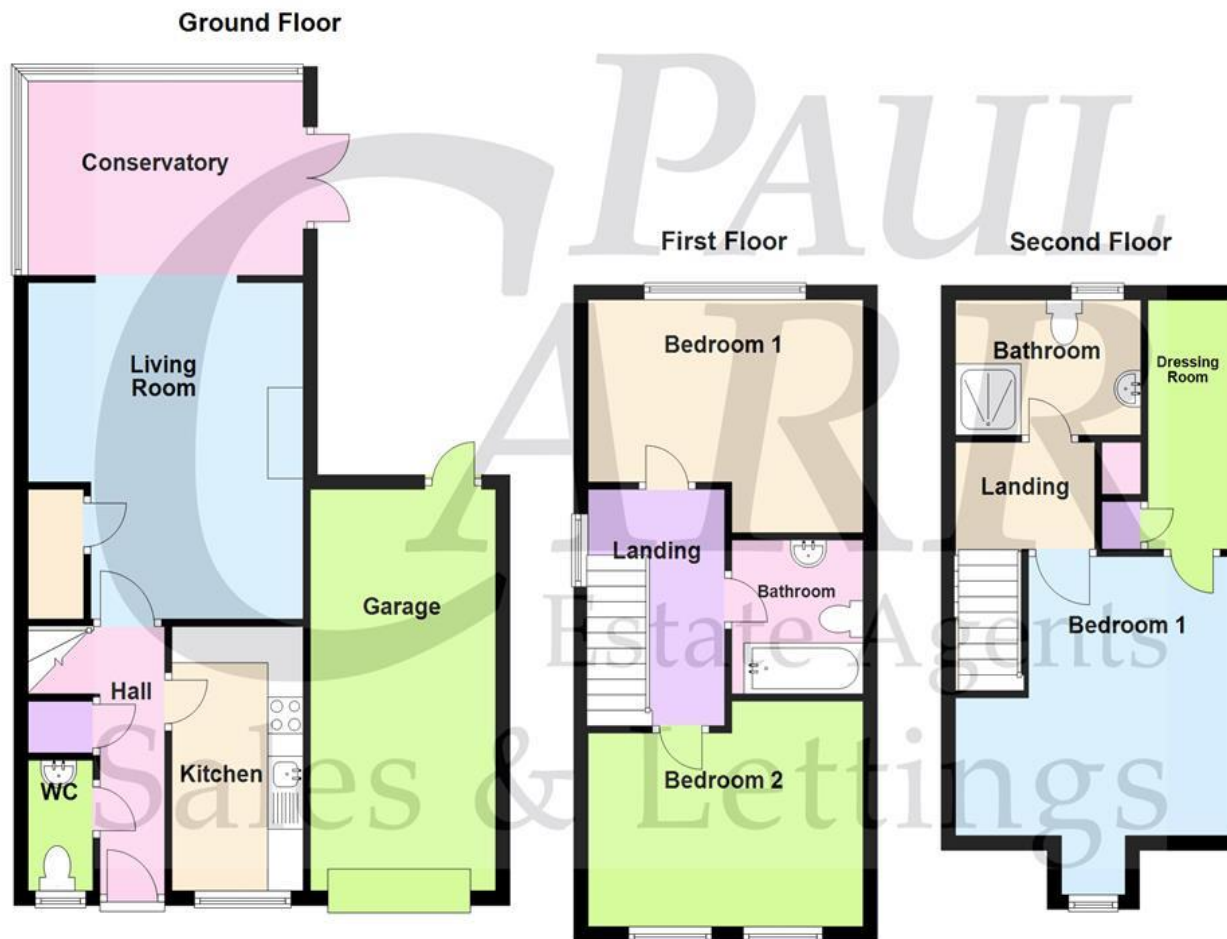 Ground Floor
Conservatory
Living
Room
Garage
Hall
Kitchen
WC
First Floor
Bedroom 1
Landing
Bathroom
Bedroom 2
Second Floor
Bathroom
Dressing
Room
Landing
Bedroom 1
PAUL
CARR
Estate Agents
Sales & Lettings